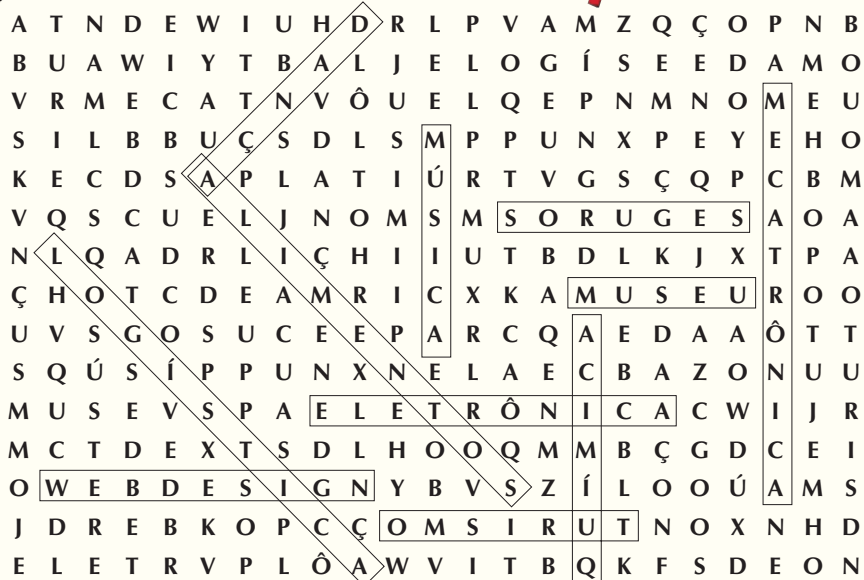 A T N D E W I U H D R L P V A M Z Q Ç O P N B
B U A W I Y T B A L J E L O G Í S E E D A M O
V R M E C A T N V Ô U E L Q E P N M N O M E U
S I L B B U Ç S D L S M P P U N X P E Y E H O
K E C D S A P L A T I Ú R T V G S Ç Q P C B M
V Q S C U E L J N O M S M S O R U G E S A O A
N L Q A D R L I Ç H I I U T B D L K J X T P A
Ç H O T C D E A M R I C X K A M U S E U R O O
U V S G O S U C E E P A R C Q A E D A A Ô T T
S Q Ú S Í P P U N X N E L A E C B A Z O N U U
M U S E V S P A E L E T R Ô N I C A C W I J R
M C T D E X T S D L H O O Q M M B Ç G D C E I
O W E B D E S I G N Y B V S Z Í L O O Ú A M S
J D R E B K O P C Ç O M S I R U T N O X N H D
E L E T R V P L Ô A W V I T B Q K F S D E O N